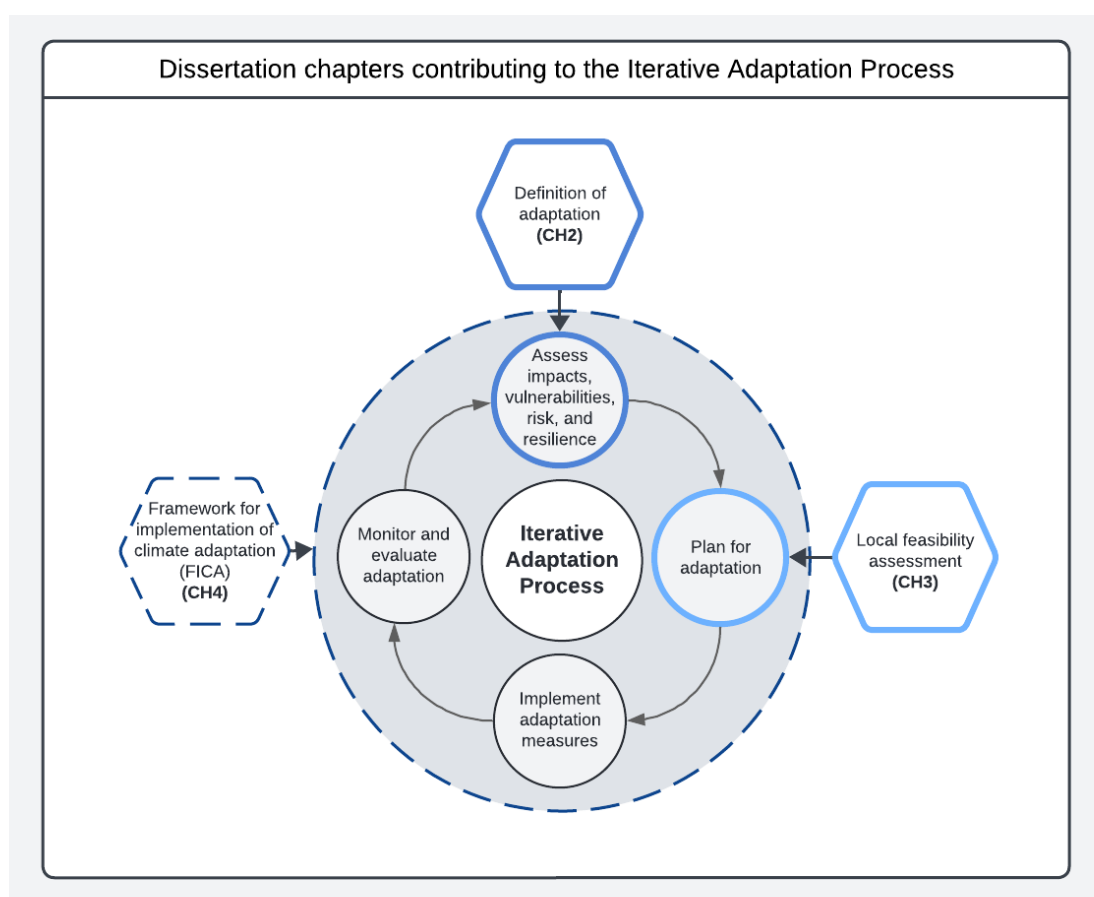 Dissertation chapters contributing to the Iterative Adaptation Process
Definition of
adaptation
(CH2)
Assess
impacts,
vulnerabilities,
risk, and
resilience
Framework for
implementation of
climate adaptation
(FICA)
(CH4)
Monitor and
evaluate
adaptation
Iterative
Adaptation
Process
Plan for
adaptation
Local feasibility
assessment
(CH3)
Implement
adaptation
measures